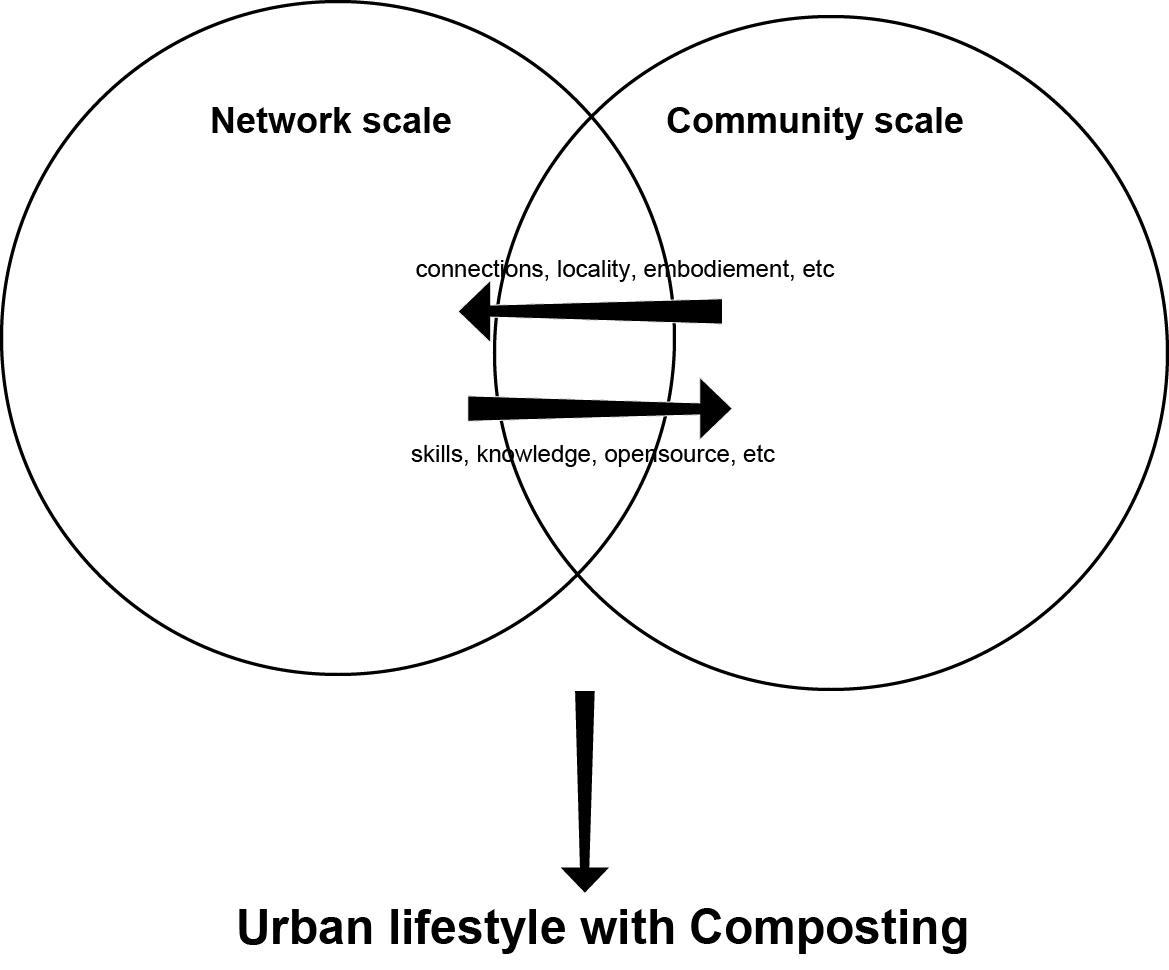 Network scale
Community scale
connections, locality, embodiement, etc
skills, knowledge, opensource, etc
Urban lifestyle with Composting